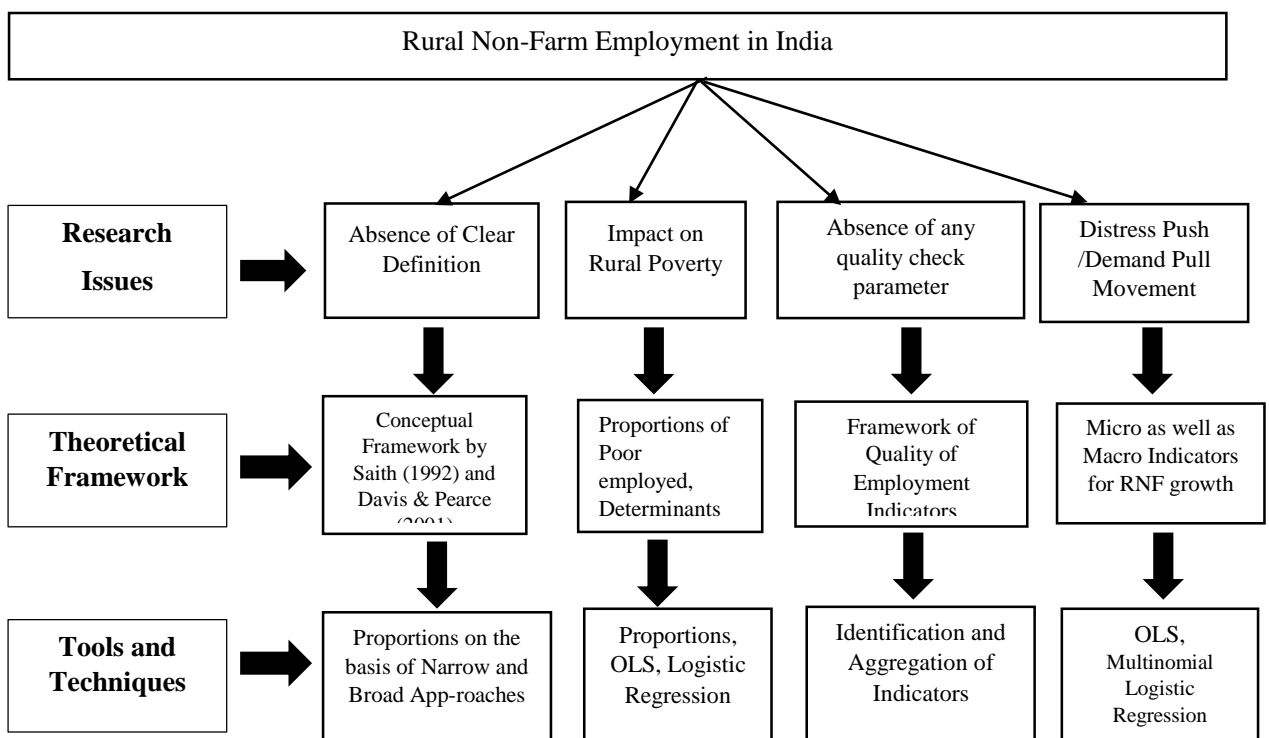 Rural Non-Farm Employment in India
Research
Issues
Absence of Clear
Definition
Impact on
Rural Poverty
Absence of any
quality check
parameter
Distress Push
/Demand Pull
Movement
Theoretical
Framework
Conceptual
Framework by
Saith (1992) and
Davis & Pearce
(2001)
Proportions of
Poor
employed,
Determinants
Framework of
Quality of
Employment
Indicators
Micro as well as
Macro Indicators
for RNF growth
Tools and
Techniques
Proportions on the
basis of Narrow and
Broad App-roaches
Proportions,
OLS, Logistic
Regression
Identification and
Aggregation of
Indicators
OLS,
Multinomial
Logistic
Regression